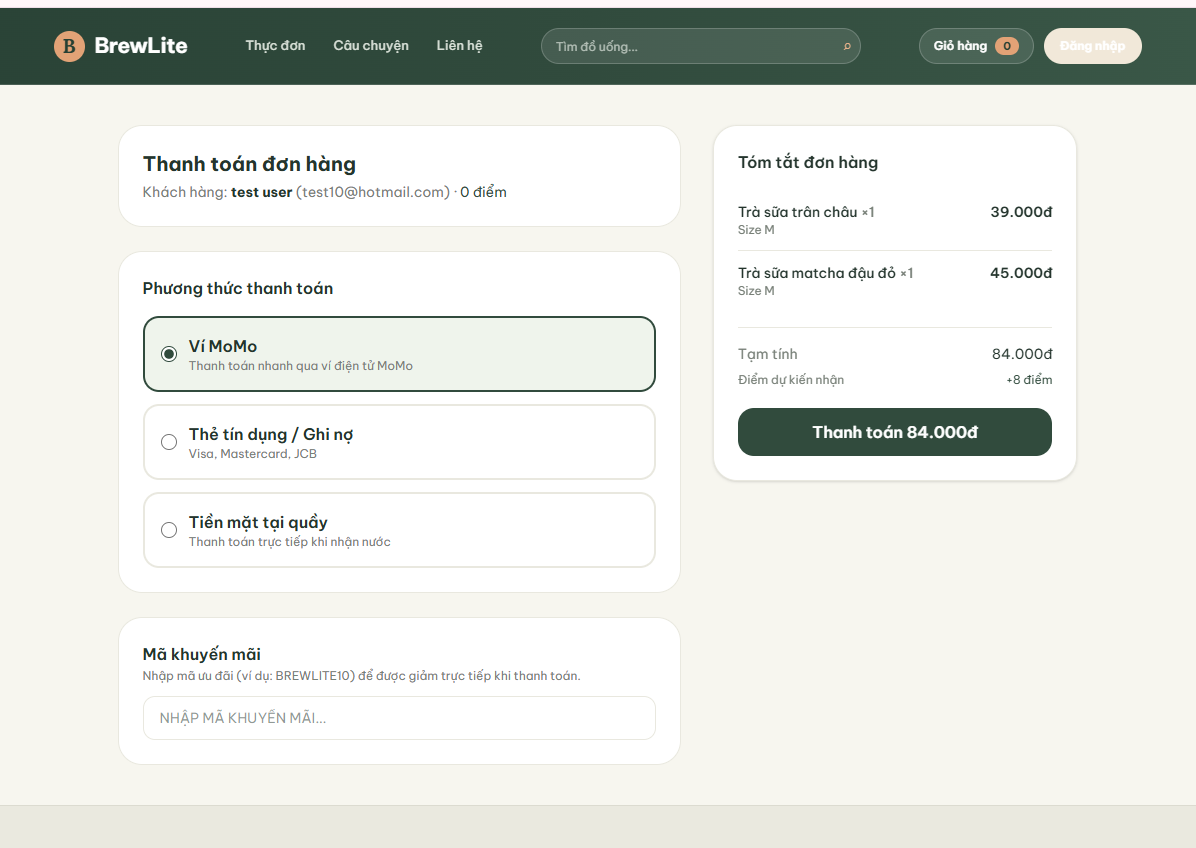 B BrewLite Thực đơn Câu chuyện Liên hệ Tìm đồ uống... Giỏ hàng 0 Đăng nhập
Thanh toán đơn hàng
Khách hàng: test user (test10@hotmail.com) · 0 điểm
Phương thức thanh toán
Ví MoMo
Thanh toán nhanh qua ví điện tử MoMo
Thẻ tín dụng / Ghi nợ
Visa, Mastercard, JCB
Tiền mặt tại quầy
Thanh toán trực tiếp khi nhận nước
Mã khuyến mãi
Nhập mã ưu đãi (ví dụ: BREWLITE10) để được giảm trực tiếp khi thanh toán.
NHẬP MÃ KHUYẾN MÃI...
Tóm tắt đơn hàng
Trà sữa trân châu ×1 39.000đ
Size M
Trà sữa matcha đậu đỏ ×1 45.000đ
Size M
Tạm tính 84.000đ
Điểm dự kiến nhận +8 điểm
Thanh toán 84.000đ